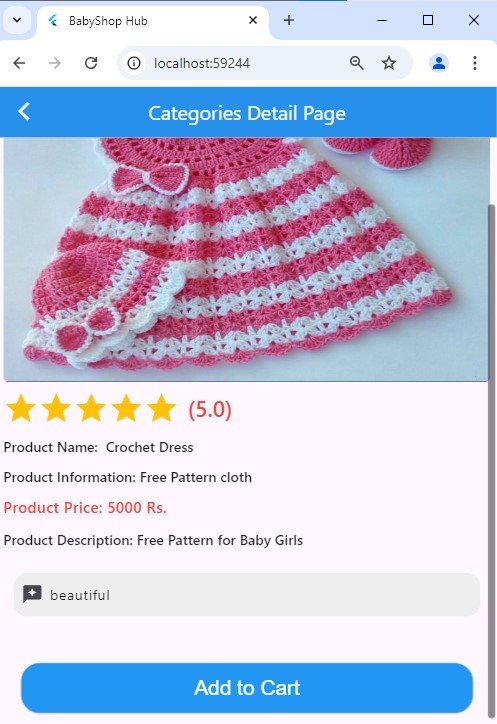 BabyShop Hub
localhost:59244
Categories Detail Page
(5.0)
Product Name: Crochet Dress
Product Information: Free Pattern cloth
Product Price: 5000 Rs.
Product Description: Free Pattern for Baby Girls
beautiful
Add to Cart